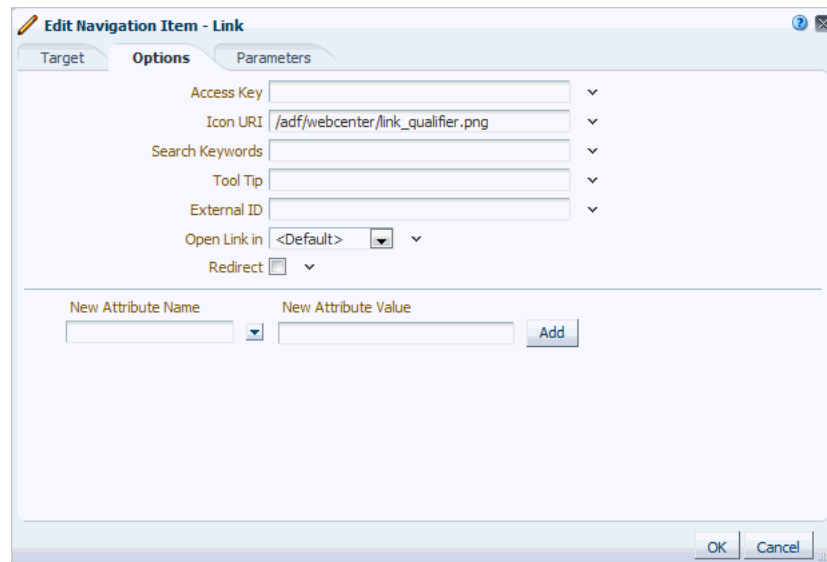 Edit Navigation Item - Link
Target Options Parameters
Access Key
Icon URI /adf/webcenter/link_qualifier.png
Search Keywords
Tool Tip
External ID
Open Link in <Default>
Redirect
New Attribute Name New Attribute Value
Add
OK Cancel